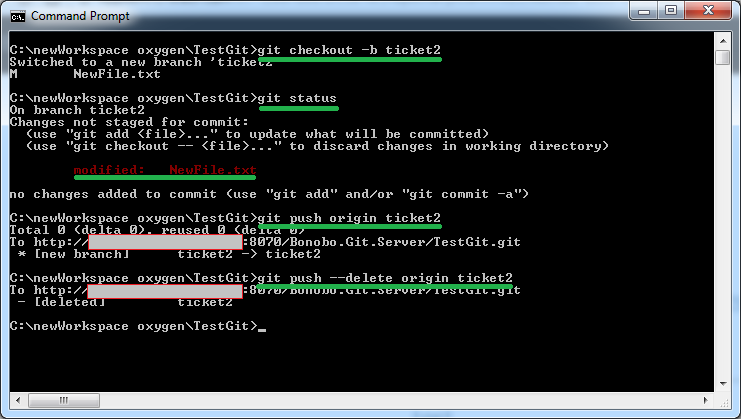 Command Prompt
C:\newWorkspace oxygen\TestGit>git checkout -b ticket2
Switched to a new branch 'ticket2'
M NewFile.txt
C:\newWorkspace oxygen\TestGit>git status
On branch ticket2
Changes not staged for commit:
(use "git add <file>..." to update what will be committed)
(use "git checkout -- <file>..." to discard changes in working directory)
modified: NewFile.txt
no changes added to commit (use "git add" and/or "git commit -a")
C:\newWorkspace oxygen\TestGit>git push origin ticket2
Total 0 (delta 0), reused 0 (delta 0)
To http:// :8070/Bonobo.Git.Server/TestGit.git
* [new branch] ticket2 -> ticket2
C:\newWorkspace oxygen\TestGit>git push --delete origin ticket2
To http:// :8070/Bonobo.Git.Server/TestGit.git
- [deleted] ticket2
C:\newWorkspace oxygen\TestGit>_